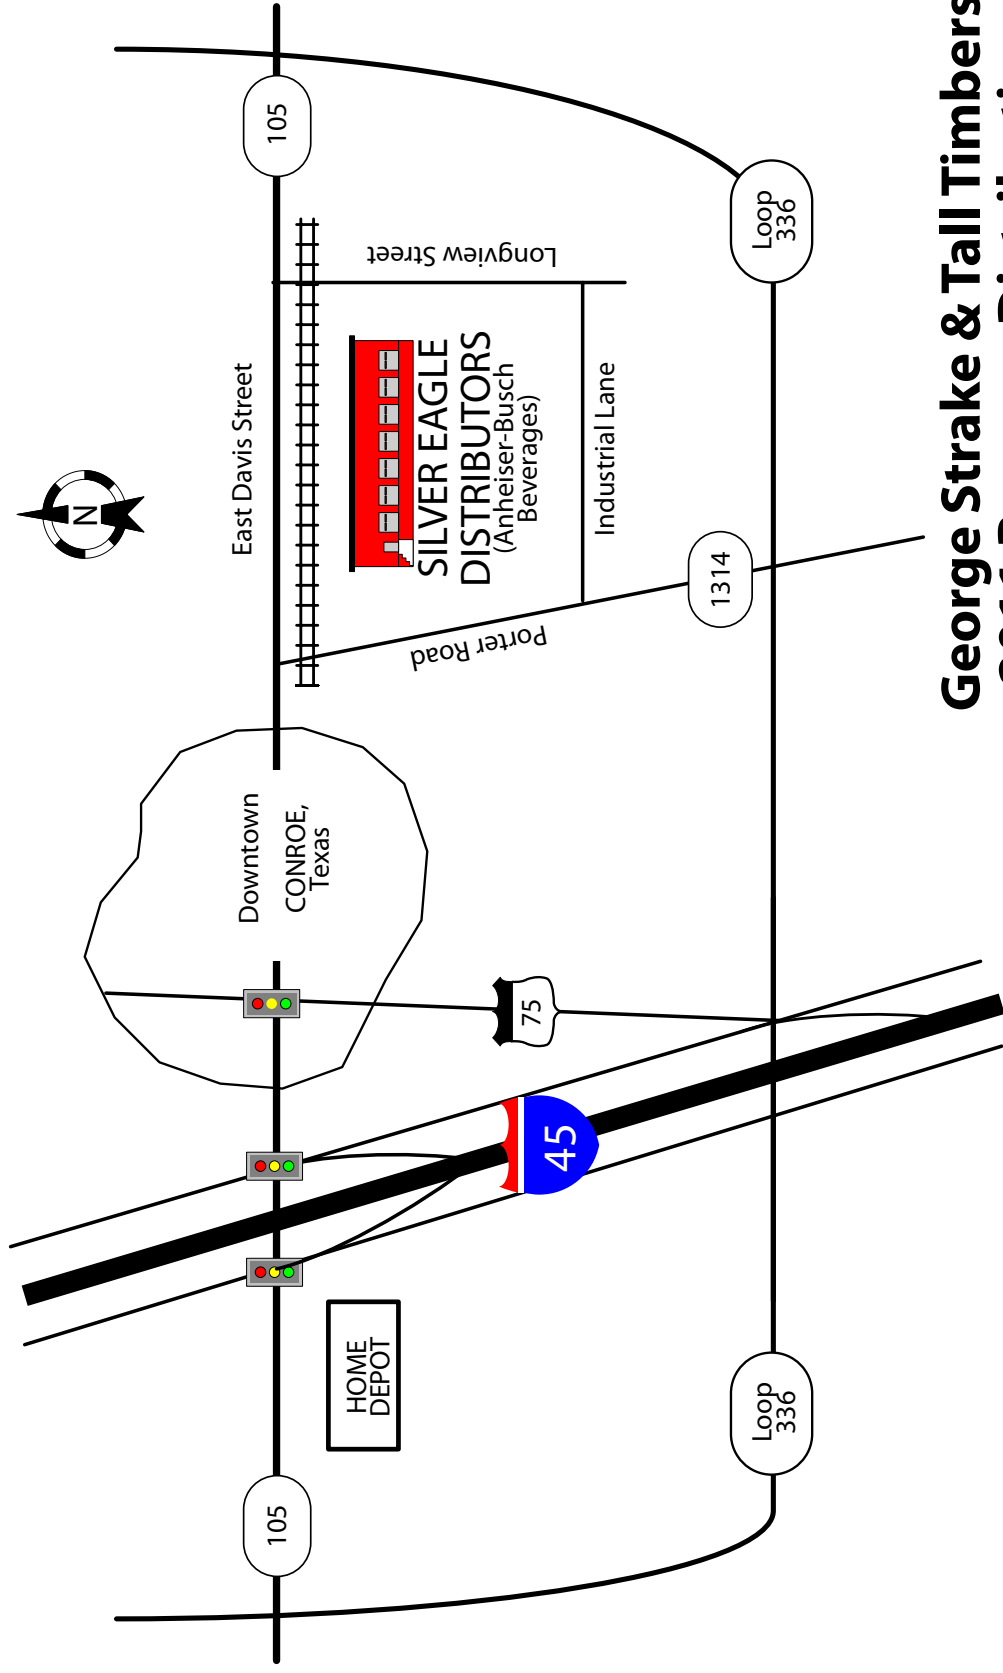 N
East Davis Street
105
Downtown
CONROE,
Texas
105
HOME
DEPOT
SILVER EAGLE
DISTRIBUTORS
(Anheiser-Busch
Beverages)
Longview Street
Porter Road
75
45
Industrial Lane
1314
Loop
336
Loop
336
George Strake & Tall Timbers